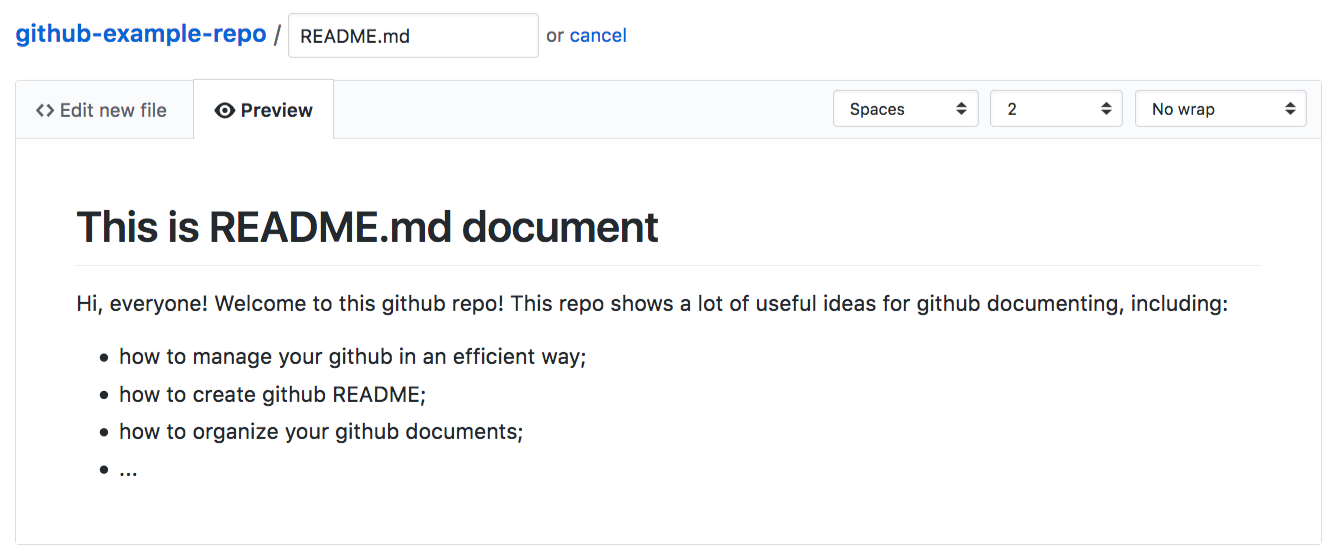 github-example-repo / README.md or cancel
Edit new file Preview Spaces 2 No wrap
This is README.md document
Hi, everyone! Welcome to this github repo! This repo shows a lot of useful ideas for github documenting, including:
• how to manage your github in an efficient way;
• how to create github README;
• how to organize your github documents;
• ...